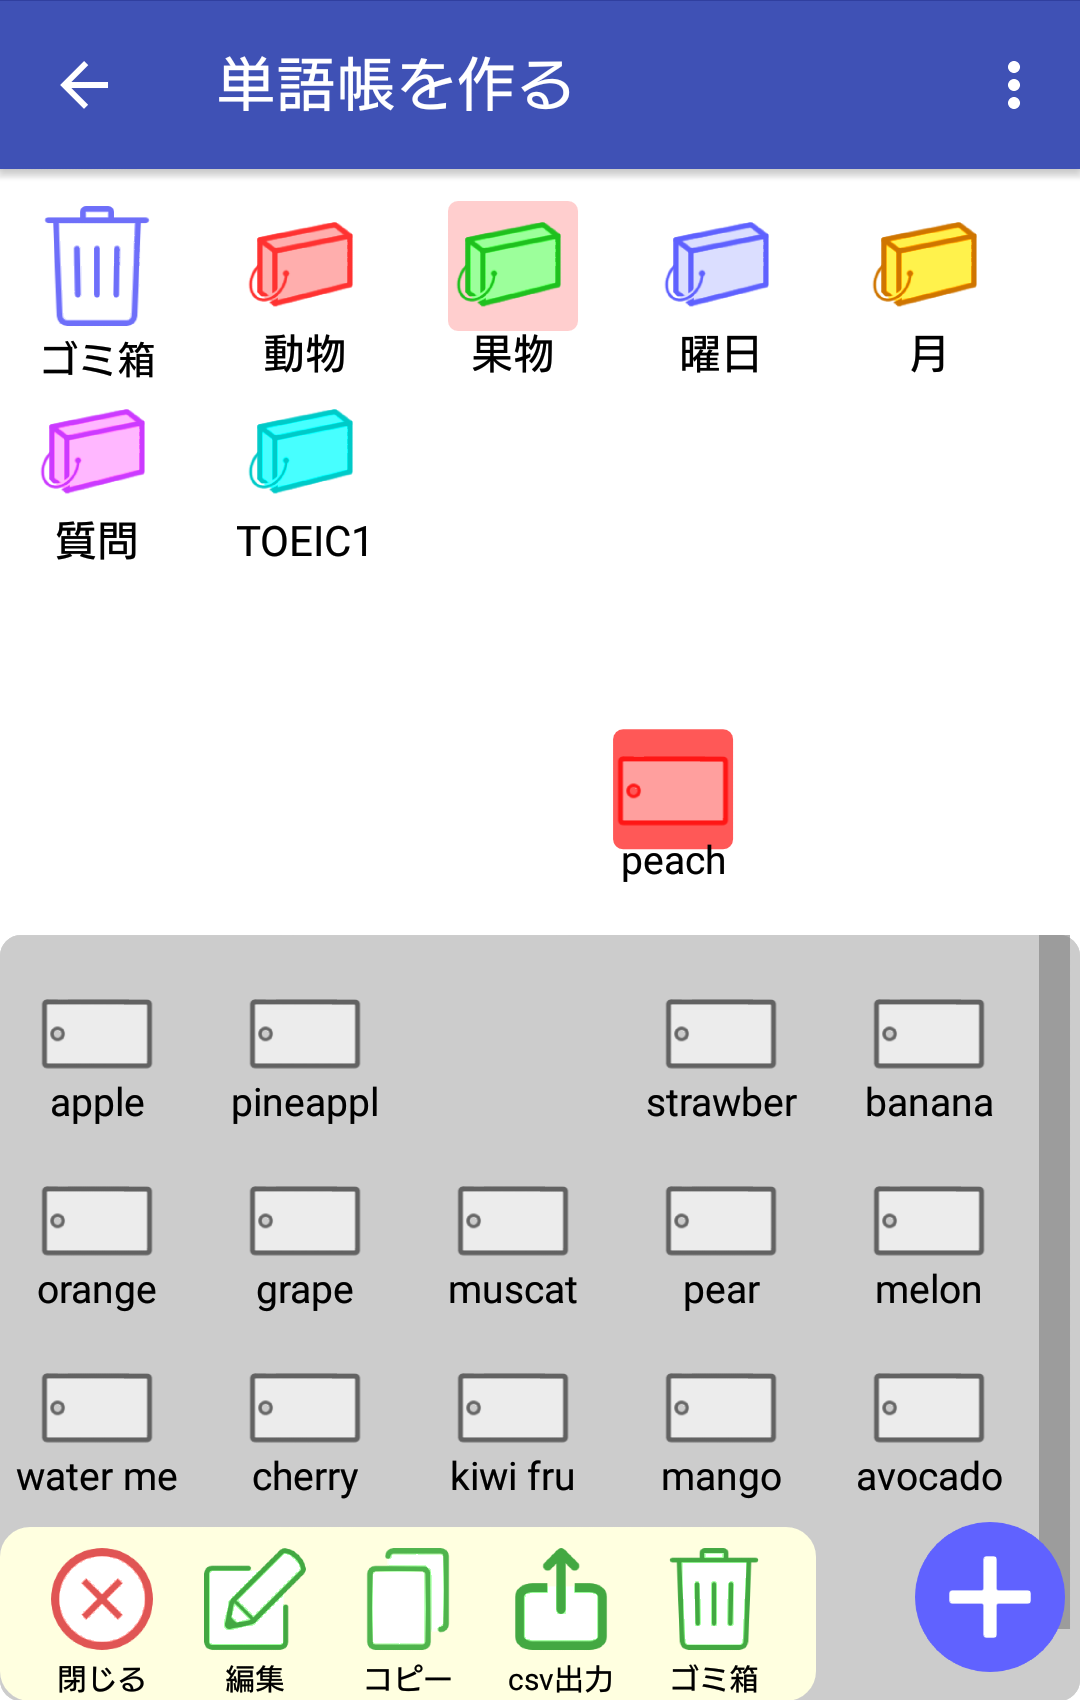 単語帳を作る
ゴミ箱 動物 果物 曜日 月
質問 TOEIC1
peach
apple pineappl strawber banana
orange grape muscat pear melon
water me cherry kiwi fru mango avocado
閉じる 編集 コピー csv出力 ゴミ箱